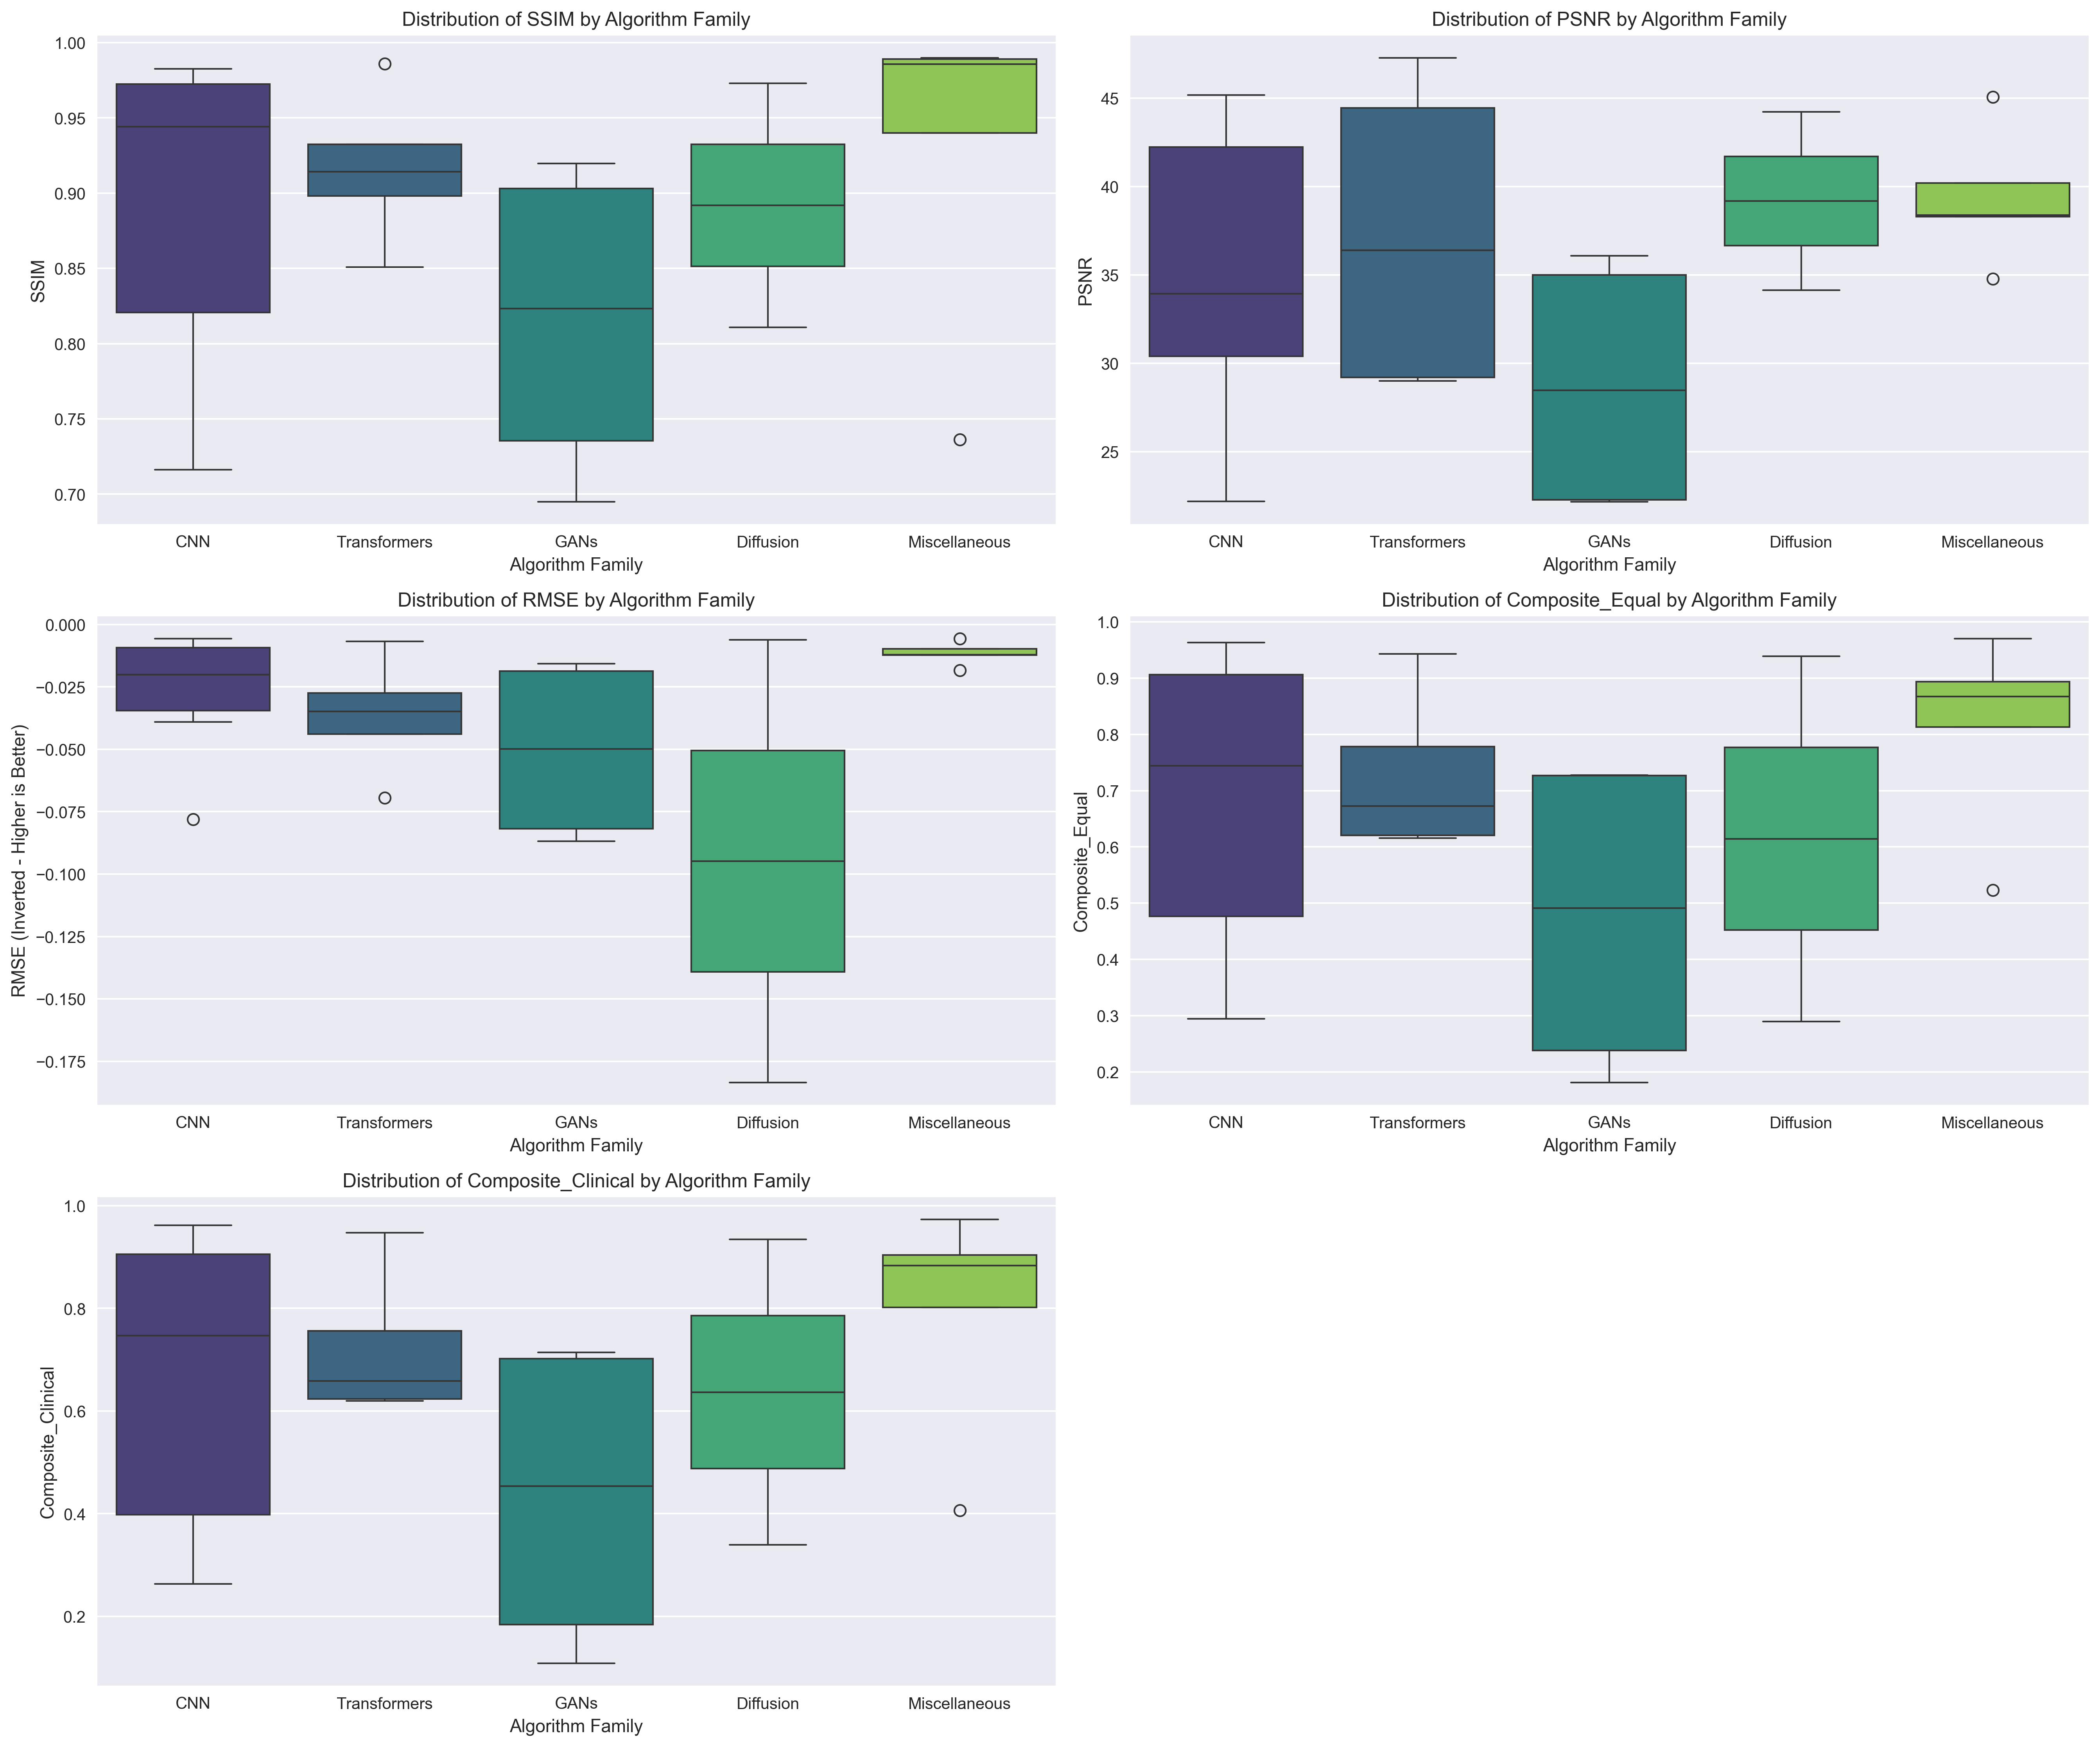 Distribution of SSIM by Algorithm Family
SSIM
1.00
0.95
0.90
0.85
0.80
0.75
0.70
CNN Transformers GANs Diffusion Miscellaneous
Algorithm Family
Distribution of PSNR by Algorithm Family
PSNR
45
40
35
30
25
CNN Transformers GANs Diffusion Miscellaneous
Algorithm Family
Distribution of RMSE by Algorithm Family
RMSE (Inverted - Higher is Better)
0.000
−0.025
−0.050
−0.075
−0.100
−0.125
−0.150
−0.175
CNN Transformers GANs Diffusion Miscellaneous
Algorithm Family
Distribution of Composite_Equal by Algorithm Family
Composite_Equal
1.0
0.9
0.8
0.7
0.6
0.5
0.4
0.3
0.2
CNN Transformers GANs Diffusion Miscellaneous
Algorithm Family
Distribution of Composite_Clinical by Algorithm Family
Composite_Clinical
1.0
0.8
0.6
0.4
0.2
CNN Transformers GANs Diffusion Miscellaneous
Algorithm Family